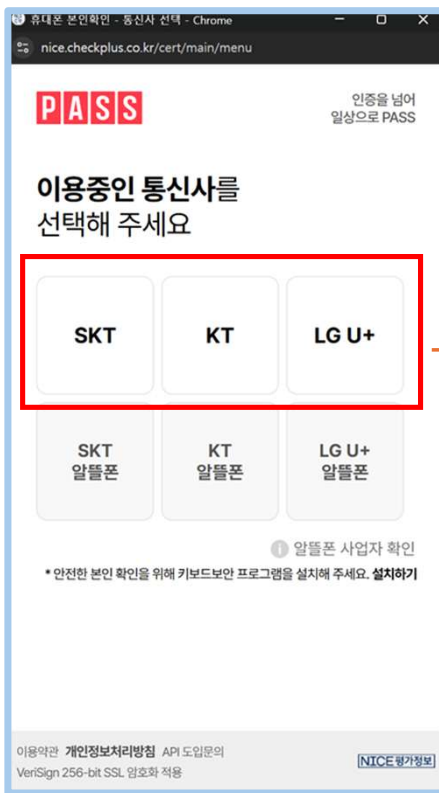 휴대폰 본인확인 - 통신사 선택 - Chrome
nice.checkplus.co.kr/cert/main/menu
PASS
인증을 넘어
일상으로 PASS
이용중인 통신사를
선택해 주세요
SKT KT LG U+
SKT 알뜰폰
KT 알뜰폰
LG U+ 알뜰폰
알뜰폰 사업자 확인
* 안전한 본인 확인을 위해 키보드보안 프로그램을 설치해 주세요. 설치하기
이용약관 개인정보처리방침 API 도입문의
VeriSign 256-bit SSL 암호화 적용
NICE평가정보